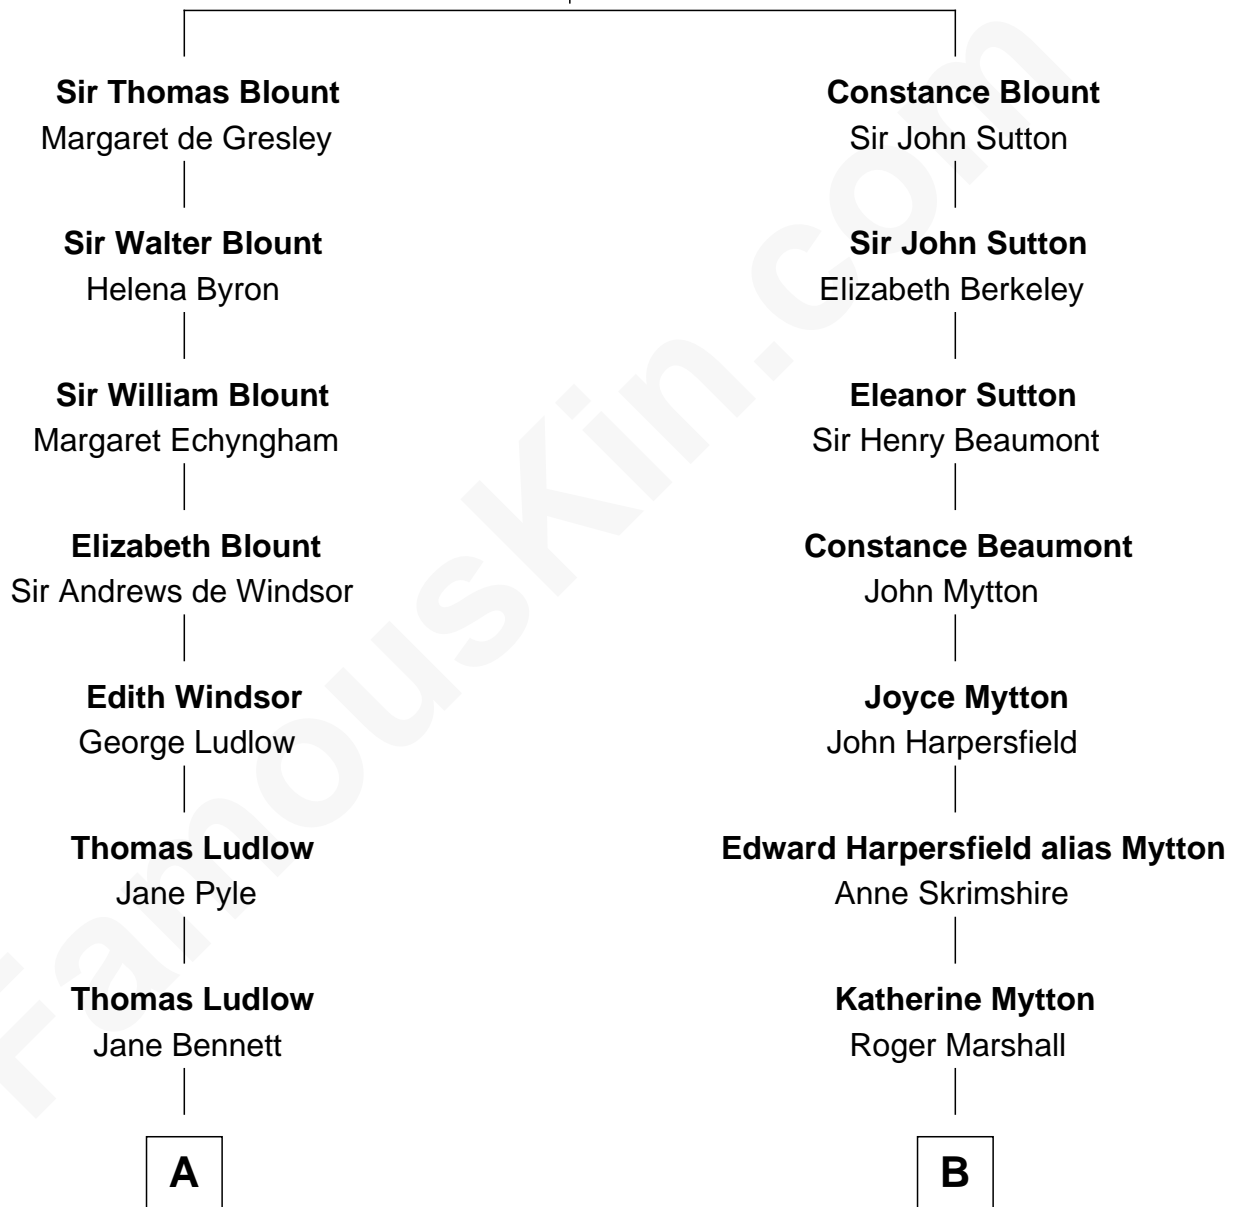 Sir Thomas Blount
Margaret de Gresley
Sir Walter Blount
Helena Byron
Sir William Blount
Margaret Echyngham
Elizabeth Blount
Sir Andrews de Windsor
Edith Windsor
George Ludlow
Thomas Ludlow
Jane Pyle
Thomas Ludlow
Jane Bennett
A
Constance Blount
Sir John Sutton
Sir John Sutton
Elizabeth Berkeley
Eleanor Sutton
Sir Henry Beaumont
Constance Beaumont
John Mytton
Joyce Mytton
John Harpersfield
Edward Harpersfield alias Mytton
Anne Skrimshire
Katherine Mytton
Roger Marshall
B
FamousKin.com